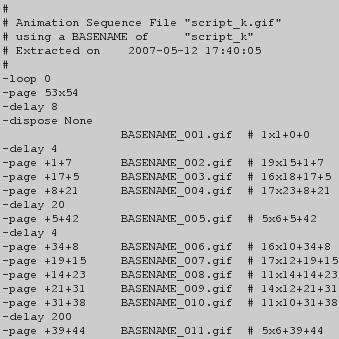 #
# Animation Sequence File "script_k.gif"
# using a BASENAME of "script_k"
# Extracted on 2007-05-12 17:40:05
#
-loop 0
-page 53x54
-delay 8
-dispose None
BASENAME_001.gif # 1x1+0+0
-delay 4
-page +1+7 BASENAME_002.gif # 19x15+1+7
-page +17+5 BASENAME_003.gif # 16x18+17+5
-page +8+21 BASENAME_004.gif # 17x23+8+21
-delay 20
-page +5+42 BASENAME_005.gif # 5x6+5+42
-delay 4
-page +34+8 BASENAME_006.gif # 16x10+34+8
-page +19+15 BASENAME_007.gif # 17x12+19+15
-page +14+23 BASENAME_008.gif # 11x14+14+23
-page +21+31 BASENAME_009.gif # 14x12+21+31
-page +31+38 BASENAME_010.gif # 11x10+31+38
-delay 200
-page +39+44 BASENAME_011.gif # 5x6+39+44